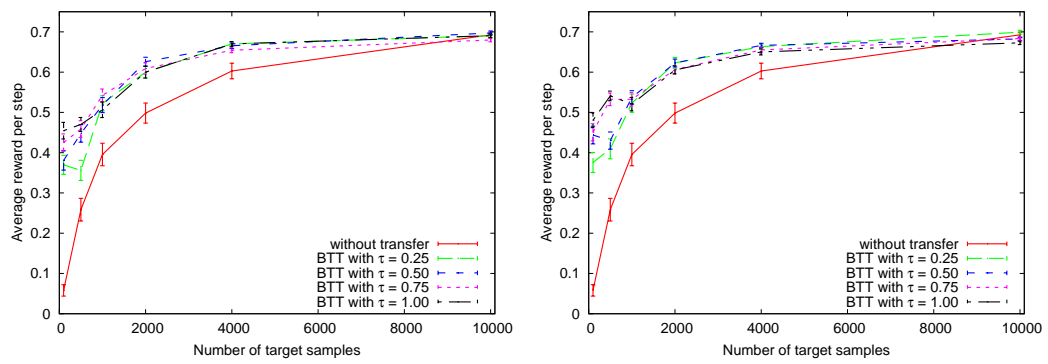 0.7
0.6
0.5
0.4
0.3
0.2
0.1
0
Average reward per step
without transfer
BTT with τ = 0.25
BTT with τ = 0.50
BTT with τ = 0.75
BTT with τ = 1.00
0 2000 4000 6000 8000 10000
Number of target samples
0.7
0.6
0.5
0.4
0.3
0.2
0.1
0
Average reward per step
without transfer
BTT with τ = 0.25
BTT with τ = 0.50
BTT with τ = 0.75
BTT with τ = 1.00
0 2000 4000 6000 8000 10000
Number of target samples